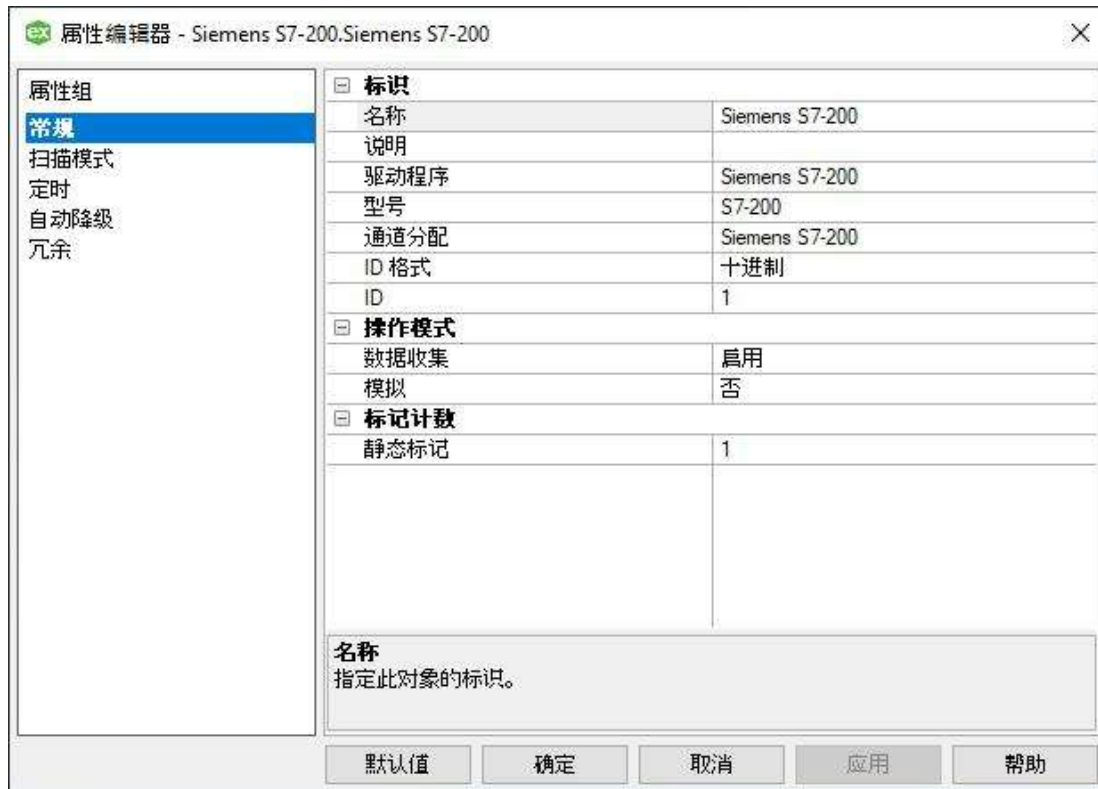 属性编辑器 - Siemens S7-200.Siemens S7-200
属性组
常规
扫描模式
定时
自动降级
冗余
标识
名称 Siemens S7-200
说明
驱动程序 Siemens S7-200
型号 S7-200
通道分配 Siemens S7-200
ID 格式 十进制
ID 1
操作模式
数据收集 启用
模拟 否
标记计数
静态标记 1
名称
指定此对象的标识。
默认值 确定 取消 应用 帮助